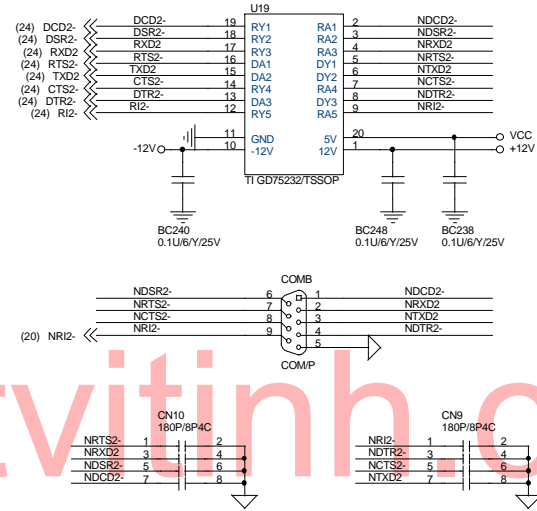 U19
(24) DCD2- DCD2- 19 RY1 RA1 2 NDCD2-
(24) DSR2- DSR2- 18 RY2 RA2 3 NDSR2-
(24) RXD2 RXD2 17 RY3 RA3 4 NRXD2
(24) RTS2- RTS2- 16 DA1 DY1 5 NRTS2-
(24) TXD2 TXD2 15 DA2 DY2 6 NTXD2
(24) CTS2- CTS2- 14 RY4 RA4 7 NCTS2-
(24) DTR2- DTR2- 13 DA3 DY3 8 NDTR2-
(24) RI2- RI2- 12 RY5 RA5 9 NRI2-
11 GND 5V 20 VCC
-12V 10 -12V 12V 1 +12V
TI GD75232/TSSOP
BC240 BC248 BC238
0.1U/6/Y/25V 0.1U/6/Y/25V 0.1U/6/Y/25V
COMB
NDSR2- 6 1 NDCD2-
NRTS2- 7 2 NRXD2
NCTS2- 8 3 NTXD2
(20) NRI2- NRI2- 9 4 NDTR2-
5
COM/P
tvitinh.c
CN10 CN9
180P/8P4C 180P/8P4C
NRTS2- 1 2 NRI2- 1 2
NRXD2 3 4 NDTR2- 3 4
NDSR2- 5 6 NCTS2- 5 6
NDCD2- 7 8 NTXD2 7 8